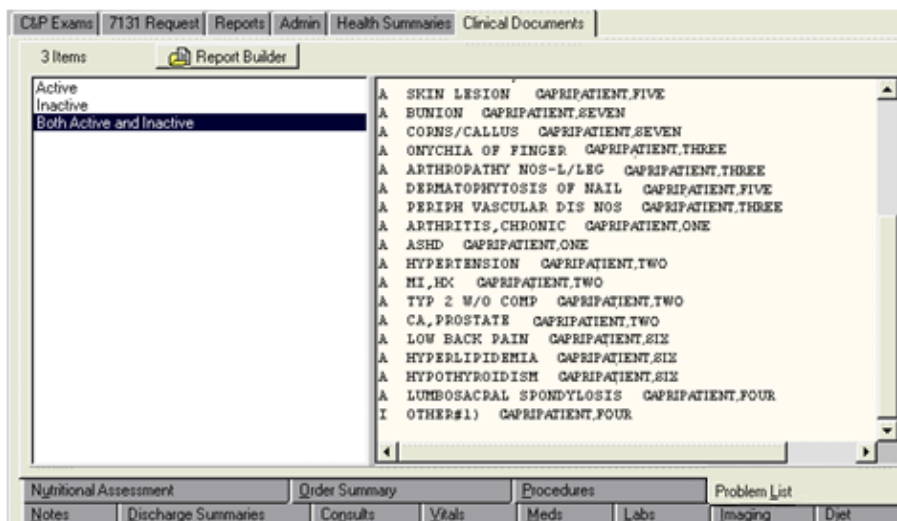 C&P Exams 7131 Request Reports Admin Health Summaries Clinical Documents
3 Items Report Builder
Active
Inactive
Both Active and Inactive
A SKIN LESION CAPRIPATIENT,FIVE
A BUNION CAPRIPATIENT,SEVEN
A CORNS/CALLUS CAPRIPATIENT,SEVEN
A ONYCHIA OF FINGER CAPRIPATIENT,THREE
A ARTHROPATHY NOS-L/LEG CAPRIPATIENT,THREE
A DERMATOPHYTOSIS OF NAIL CAPRIPATIENT,FIVE
A PERIPH VASCULAR DIS NOS CAPRIPATIENT,THREE
A ARTHRITIS,CHRONIC CAPRIPATIENT,ONE
A ASHD CAPRIPATIENT,ONE
A HYPERTENSION CAPRIPATIENT,TWO
A MI,HX CAPRIPATIENT,TWO
A TYP 2 W/O COMP CAPRIPATIENT,TWO
A CA,PROSTATE CAPRIPATIENT,TWO
A LOW BACK PAIN CAPRIPATIENT,SIX
A HYPERLIPIDEMIA CAPRIPATIENT,SIX
A HYPOTHYROIDISM CAPRIPATIENT,SIX
A LUMBOSACRAL SPONDYLOSIS CAPRIPATIENT,FOUR
I OTHER#1) CAPRIPATIENT,FOUR
Nutritional Assessment Order Summary Procedures Problem List
Notes Discharge Summaries Consults Vitals Meds Labs Imaging Diet